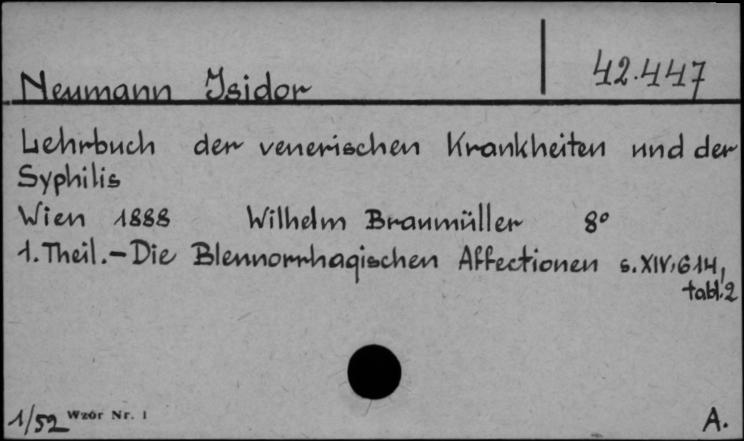 Neumann Isidor 42.447
Lehrbuch der venerischen Krankheiten und der
Syphilis
Wien 1888 Wilhelm Braumüller 8°
1. Theil. - Die Blennorrhagischen Affectionen s. XIV, 614,
tabl. 2
1/52 Wzór Nr. 1 A.